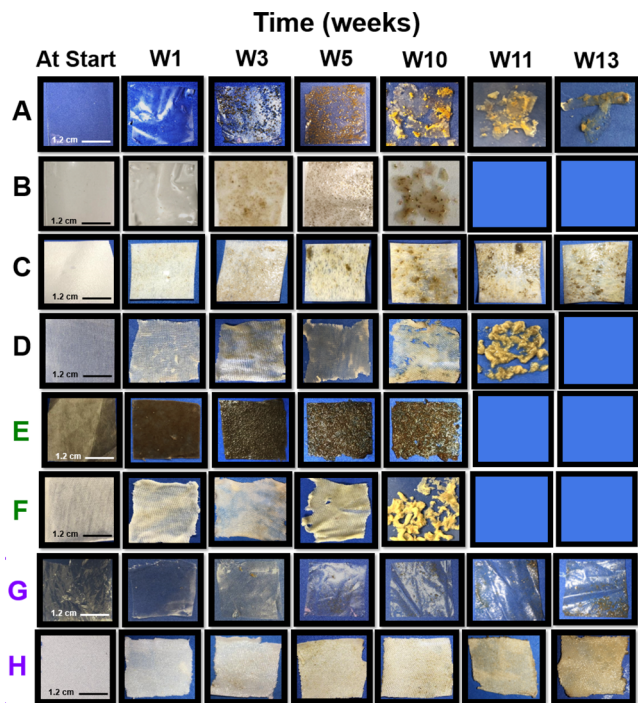 Time (weeks)
At Start W1 W3 W5 W10 W11 W13
A
1.2 cm
B
1.2 cm
C
1.2 cm
D
1.2 cm
E
1.2 cm
F
1.2 cm
G
1.2 cm
H
1.2 cm